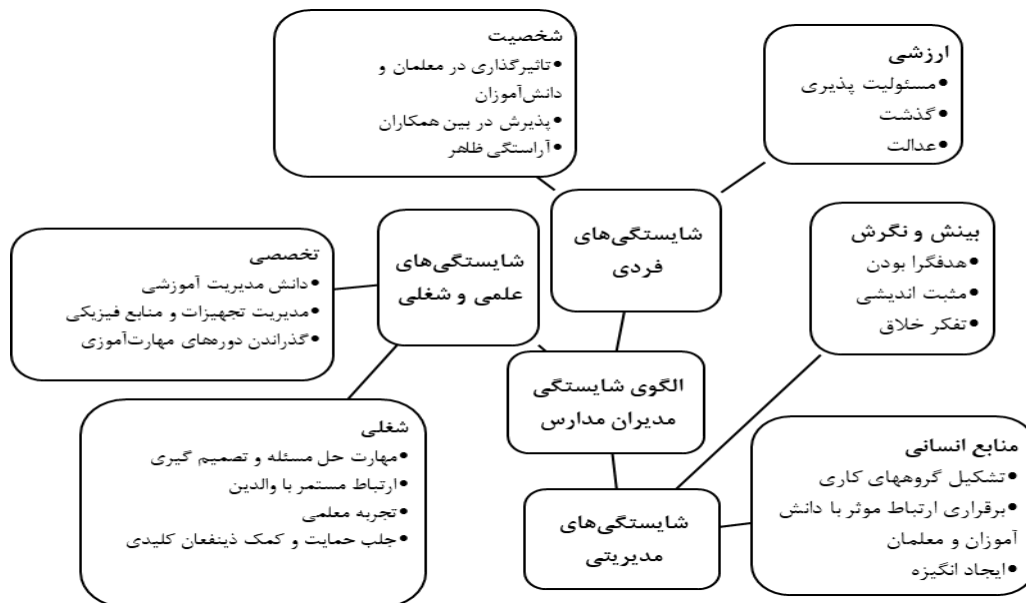 شخصیت
•تاثیرگذاری در معلمان و
دانش‌آموزان
•پذیرش در بین همکاران
•آراستگی ظاهر
ارزشی
•مسئولیت پذیری
•گذشت
•عدالت
شایستگی‌های
فردی
بینش و نگرش
•هدفگرا بودن
•مثبت اندیشی
•تفکر خلاق
شایستگی‌های
علمی و شغلی
تخصصی
•دانش مدیریت آموزشی
•مدیریت تجهیزات و منابع فیزیکی
•گذراندن دوره‌های مهارت‌آموزی
الگوی شایستگی
مدیران مدارس
شغلی
•مهارت حل مسئله و تصمیم گیری
•ارتباط مستمر با والدین
•تجربه معلمی
•جلب حمایت و کمک ذینفعان کلیدی
منابع انسانی
•تشکیل گروههای کاری
•برقراری ارتباط موثر با دانش
آموزان و معلمان
•ایجاد انگیزه
شایستگی‌های
مدیریتی